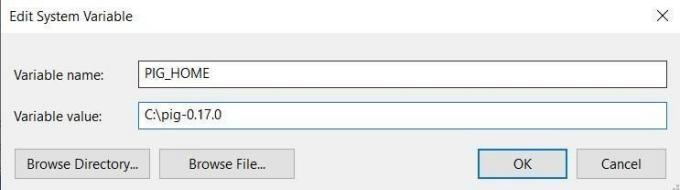 Edit System Variable
Variable name: PIG_HOME
Variable value: C:\pig-0.17.0
Browse Directory... Browse File... OK Cancel